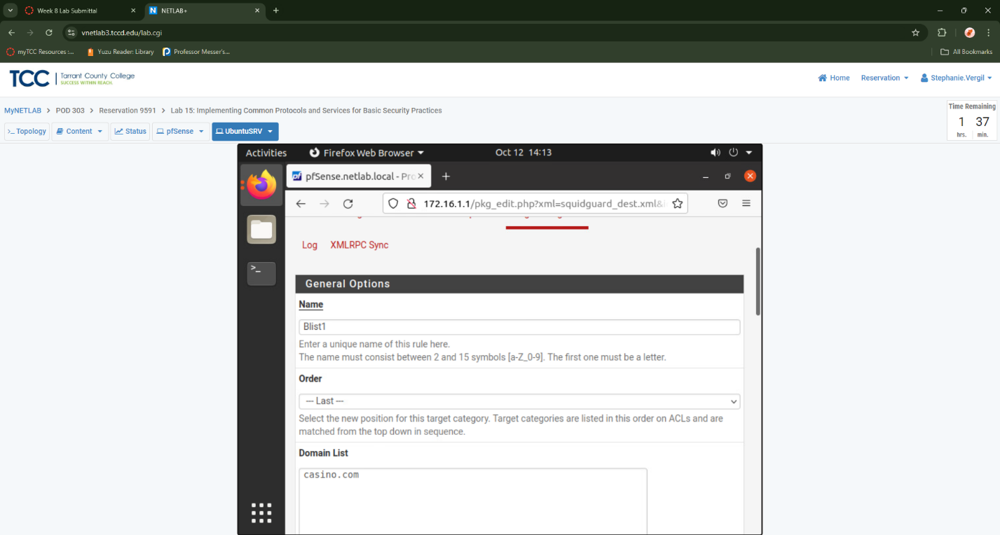 Week 8 Lab Submittal
NETLAB+
vnetlab3.tccd.edu/lab.cgi
myTCC Resources :...
Yuzu Reader: Library
Professor Messer's...
All Bookmarks
TCC
Tarrant County College
SUCCESS WITHIN REACH.
Home
Reservation
Stephanie.Vergil
MyNETLAB > POD 303 > Reservation 9591 > Lab 15: Implementing Common Protocols and Services for Basic Security Practices
Time Remaining
1 37
hrs. min.
>_ Topology
Content
Status
pfSense
UbuntuSRV
Activities
Firefox Web Browser
Oct 12 14:13
pfSense.netlab.local - Pro
172.16.1.1/pkg_edit.php?xml=squidguard_dest.xml&
Log
XMLRPC Sync
General Options
Name
Blist1
Enter a unique name of this rule here.
The name must consist between 2 and 15 symbols [a-Z_0-9]. The first one must be a letter.
Order
--- Last ---
Select the new position for this target category. Target categories are listed in this order on ACLs and are
matched from the top down in sequence.
Domain List
casino.com